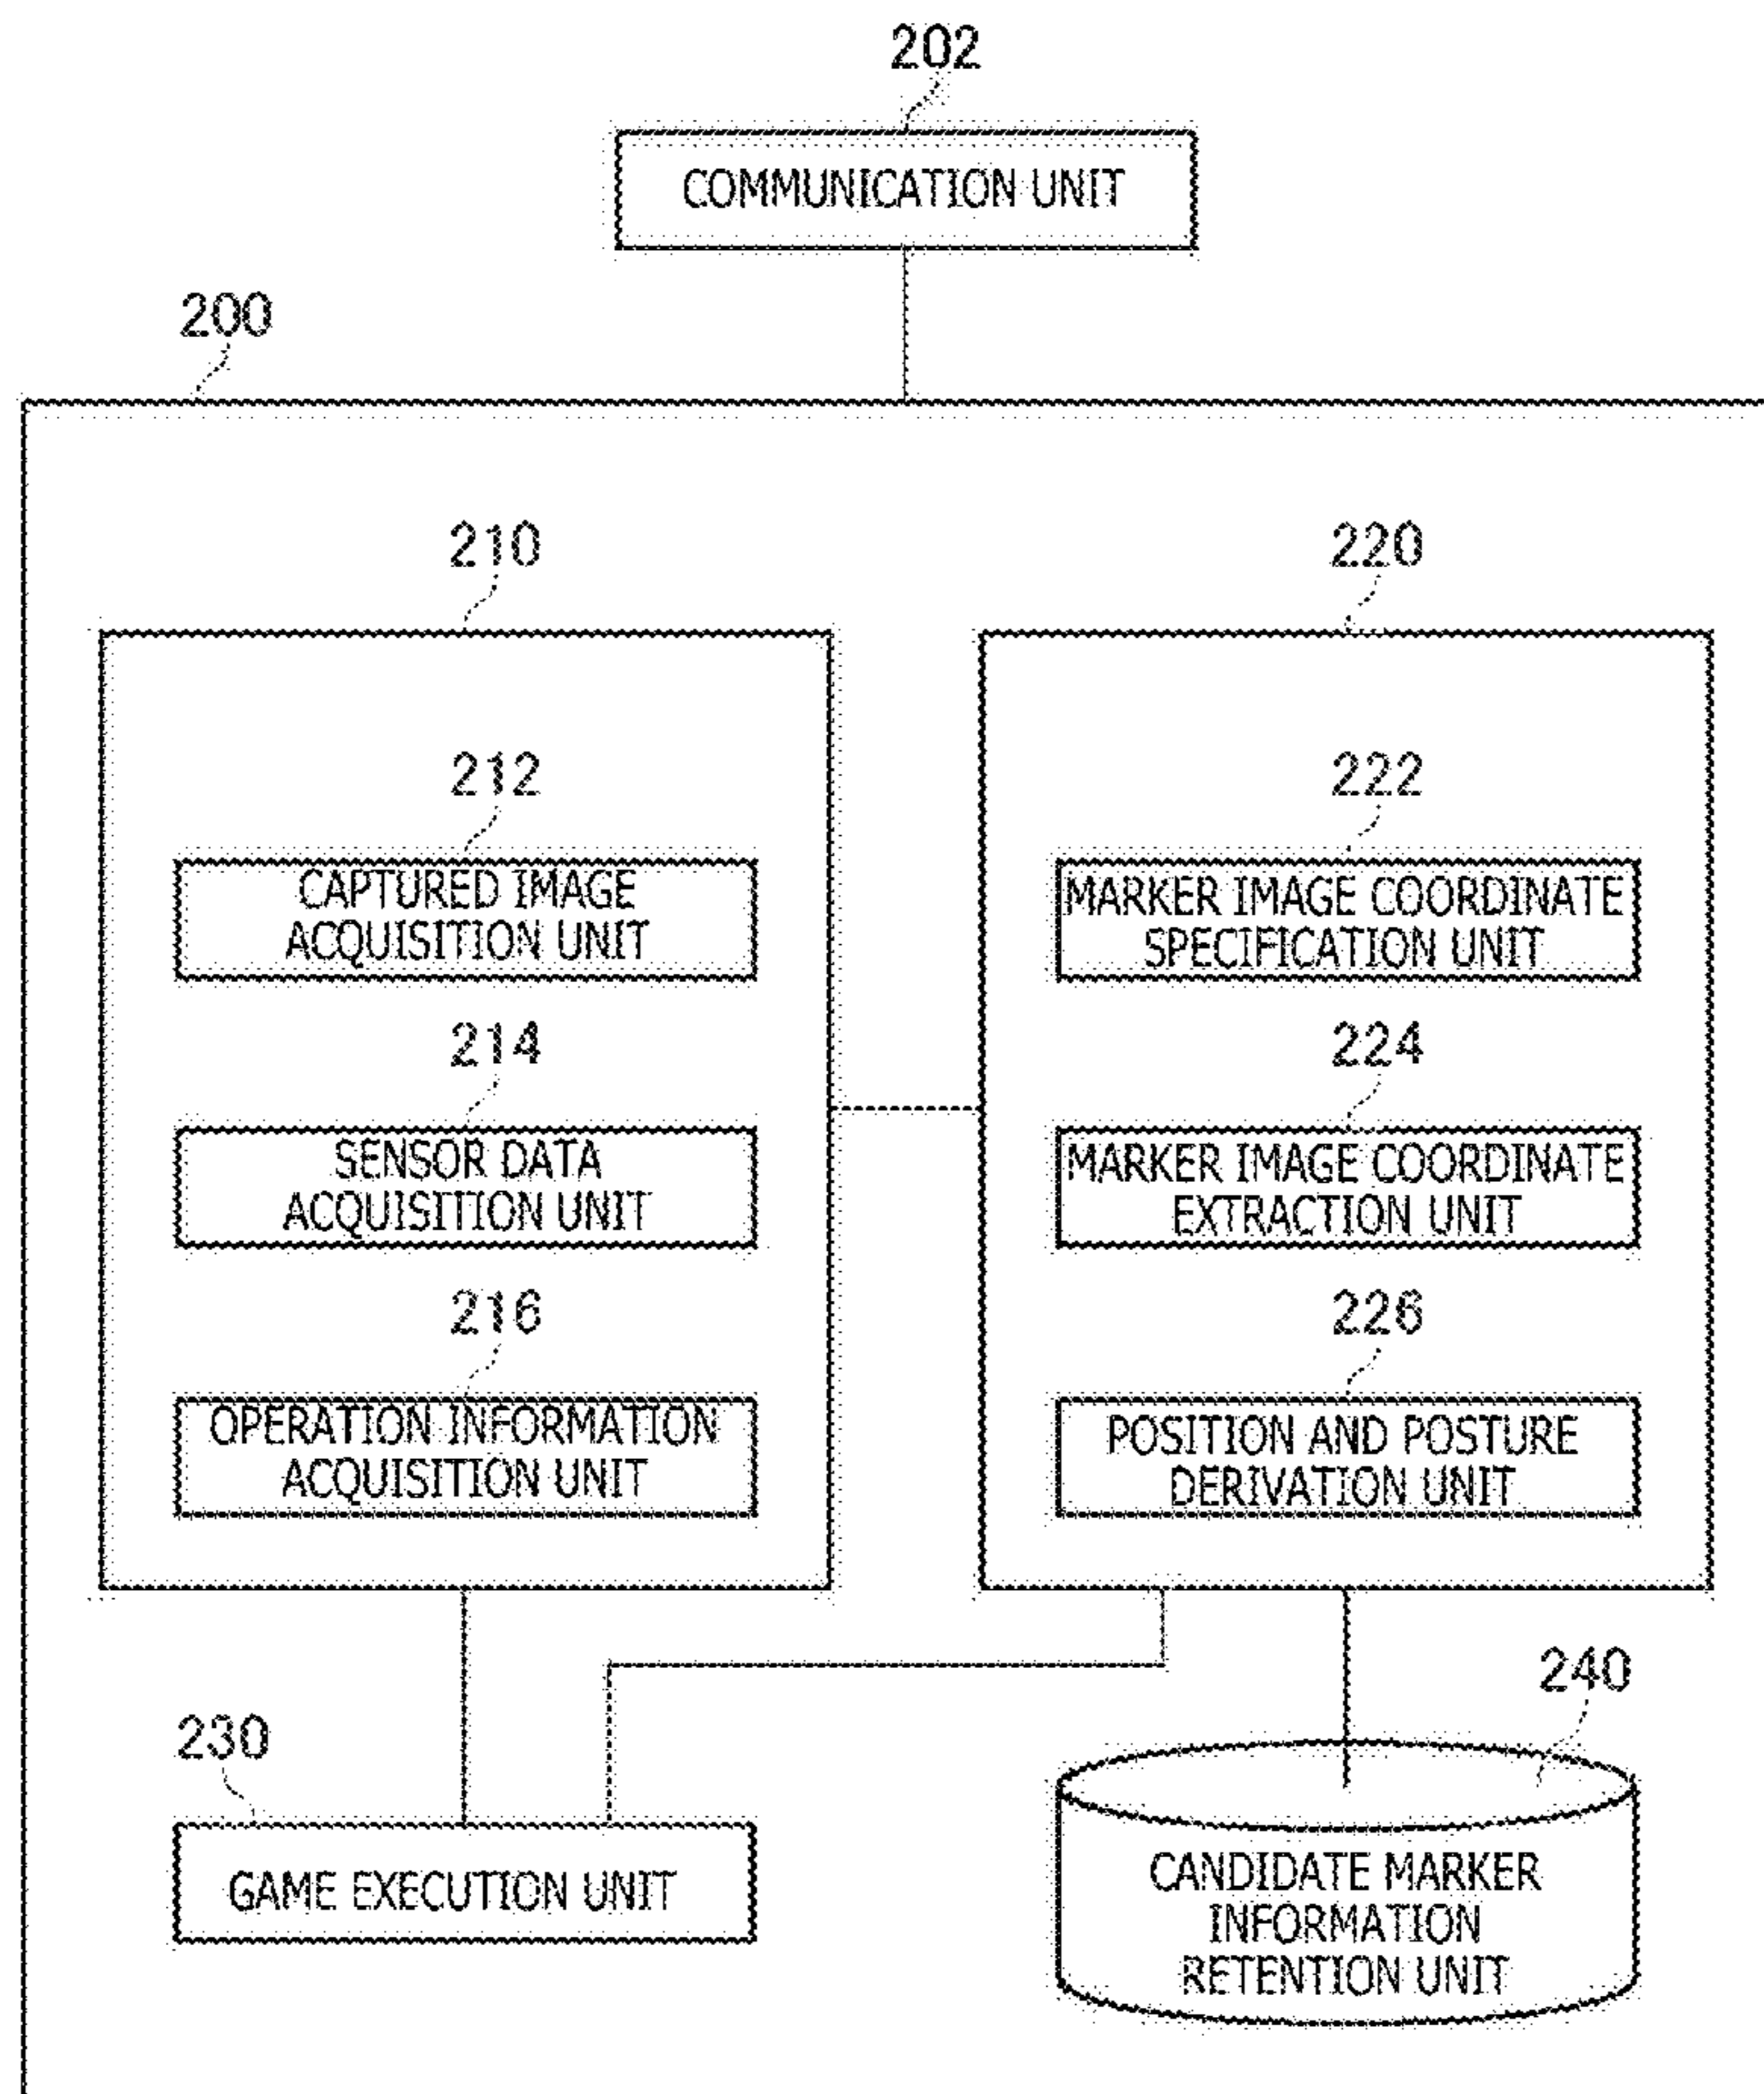 202
COMMUNICATION UNIT
200
210
220
212
CAPTURED IMAGE
ACQUISITION UNIT
222
MARKER IMAGE COORDINATE
SPECIFICATION UNIT
214
SENSOR DATA
ACQUISITION UNIT
224
MARKER IMAGE COORDINATE
EXTRACTION UNIT
216
OPERATION INFORMATION
ACQUISITION UNIT
226
POSITION AND POSTURE
DERIVATION UNIT
230
GAME EXECUTION UNIT
240
CANDIDATE MARKER
INFORMATION
RETENTION UNIT